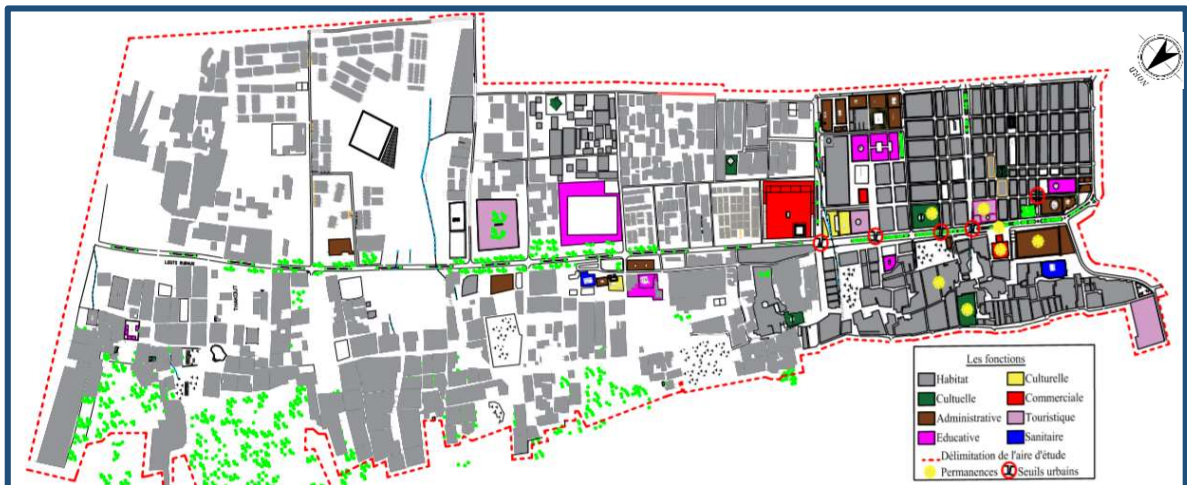 NORD
Les fonctions
Habitat
Culturelle
Cultuelle
Commerciale
Administrative
Touristique
Educative
Sanitaire
Délimitation de l'aire d'étude
Permanences
Seuils urbains